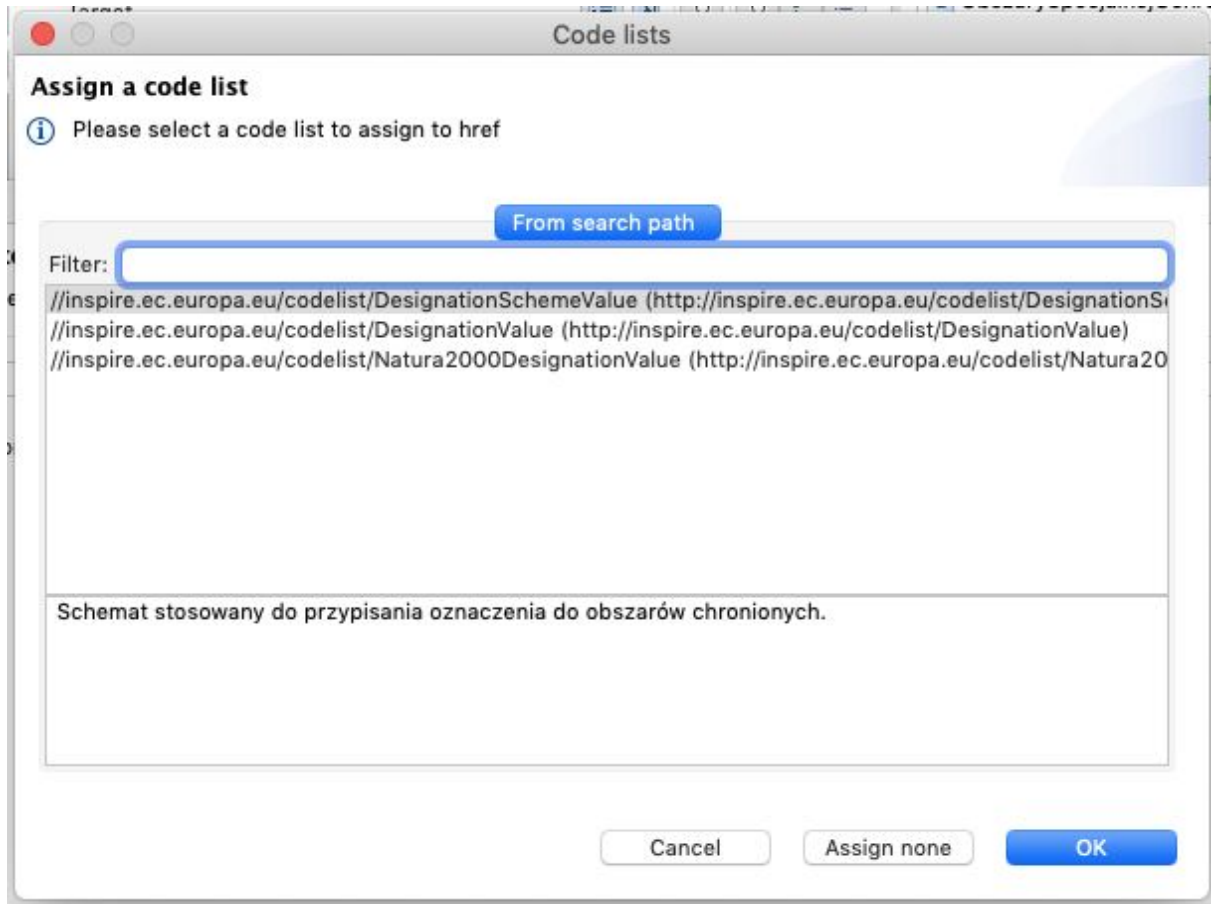 Code lists
Assign a code list
Please select a code list to assign to href
From search path
Filter:
//inspire.ec.europa.eu/codelist/DesignationSchemeValue (http://inspire.ec.europa.eu/codelist/DesignationS
//inspire.ec.europa.eu/codelist/DesignationValue (http://inspire.ec.europa.eu/codelist/DesignationValue)
//inspire.ec.europa.eu/codelist/Natura2000DesignationValue (http://inspire.ec.europa.eu/codelist/Natura20
Schemat stosowany do przypisania oznaczenia do obszarów chronionych.
Cancel
Assign none
OK